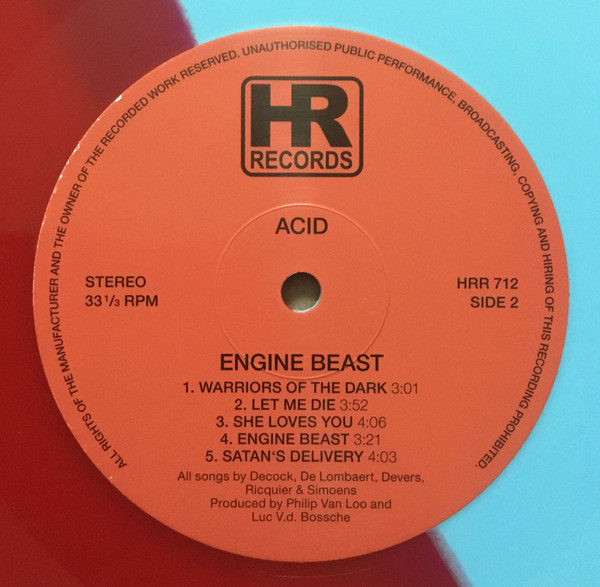 ALL RIGHTS OF THE MANUFACTURER AND THE OWNER OF THE RECORDED WORK RESERVED. UNAUTHORISED PUBLIC PERFORMANCE, BROADCASTING, COPYING AND HIRING OF THIS RECORDING PROHIBITED.
HR
RECORDS
ACID
STEREO
33 1/3 RPM
HRR 712
SIDE 2
ENGINE BEAST
1. WARRIORS OF THE DARK 3:01
2. LET ME DIE 3:52
3. SHE LOVES YOU 4:06
4. ENGINE BEAST 3:21
5. SATAN‘S DELIVERY 4:03
All songs by Decock, De Lombaert, Devers,
Ricquier & Simoens
Produced by Philip Van Loo and
Luc V.d. Bossche